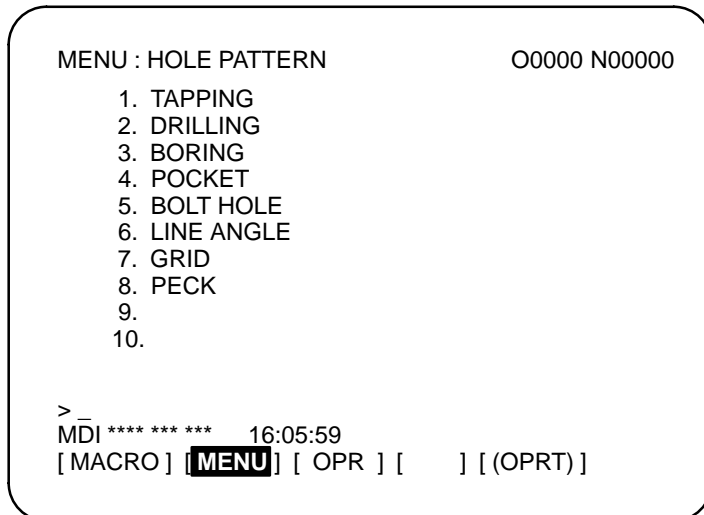 MENU : HOLE PATTERN O0000 N00000
1. TAPPING
2. DRILLING
3. BORING
4. POCKET
5. BOLT HOLE
6. LINE ANGLE
7. GRID
8. PECK
9.
10.
> _
MDI **** *** *** 16:05:59
[ MACRO ] [ MENU ] [ OPR ] [ ] [ (OPRT) ]